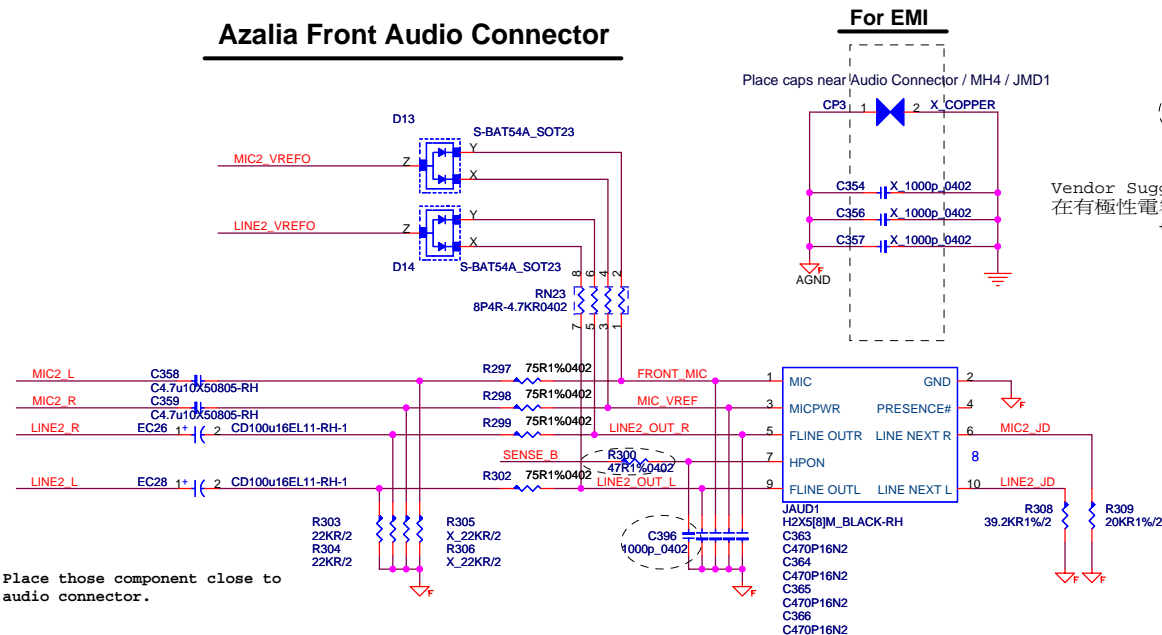 Azalia Front Audio Connector
For EMI
Place caps near Audio Connector / MH4 / JMD1
CP3 1 2 X_COPPER
D13
S-BAT54A_SOT23
MIC2_VREFO Z Y
X
C354 X_1000p_0402
Vendor Sugg
C356 X_1000p_0402
LINE2_VREFO Z Y
X
C357 X_1000p_0402
D14 S-BAT54A_SOT23
AGND F
8 6 4 2
RN23
8P4R-4.7KR0402
7 5 3 1
MIC2_L C358 R297 75R1%0402 FRONT_MIC 1 MIC GND 2
C4.7u10X50805-RH
F
MIC2_R C359 R298 75R1%0402 MIC_VREF 3 MICPWR PRESENCE# 4
C4.7u10X50805-RH
LINE2_R EC26 1 + 2 CD100u16EL11-RH-1 R299 75R1%0402 LINE2_OUT_R 5 FLINE OUTR LINE NEXT R 6 MIC2_JD
SENSE_B R300 7 HPON 8
47R1%0402
LINE2_L EC28 1 + 2 CD100u16EL11-RH-1 R302 75R1%0402 LINE2_OUT_L 9 FLINE OUTL LINE NEXT L 10 LINE2_JD
JAUD1
H2X5[8]M_BLACK-RH
R308
39.2KR1%/2
R309
20KR1%/2
R303
22KR/2
R304
22KR/2
R305
X_22KR/2
R306
X_22KR/2
C396
1000p_0402
C363
C470P16N2
C364
C470P16N2
C365
C470P16N2
C366
C470P16N2
F
F
F
F
Place those component close to
audio connector.